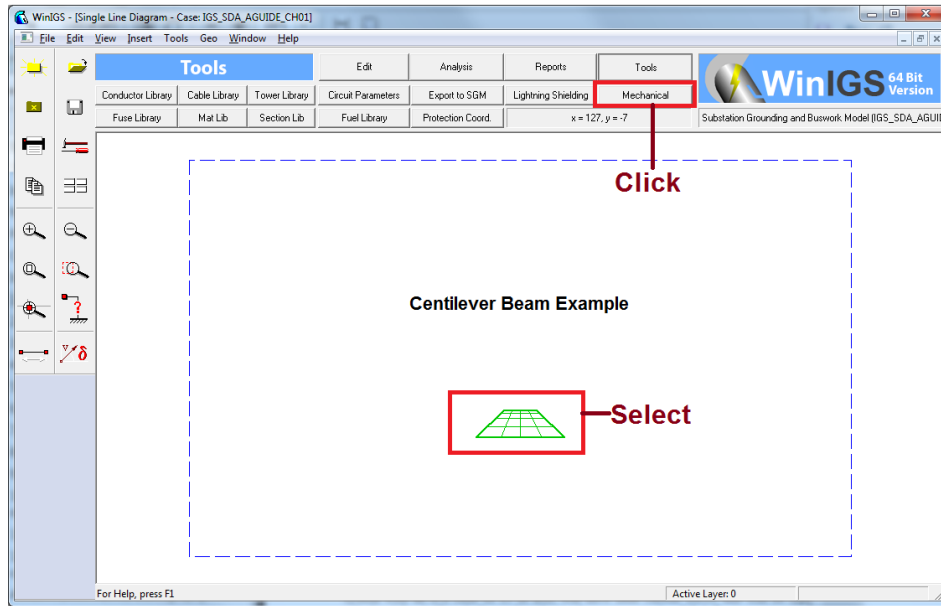 WinIGS - [Single Line Diagram - Case: IGS_SDA_AGUIDE_CH01]
File Edit View Insert Tools Geo Window Help
Tools Edit Analysis Reports Tools
WinIGS 64 Bit Version
Conductor Library Cable Library Tower Library Circuit Parameters Export to SGM Lightning Shielding Mechanical
Fuse Library Mat Lib Section Lib Fuel Library Protection Coord. x = 127, y = -7 Substation Grounding and Buswork Model (IGS_SDA_AGUI
Click
Centilever Beam Example
Select
For Help, press F1 Active Layer: 0